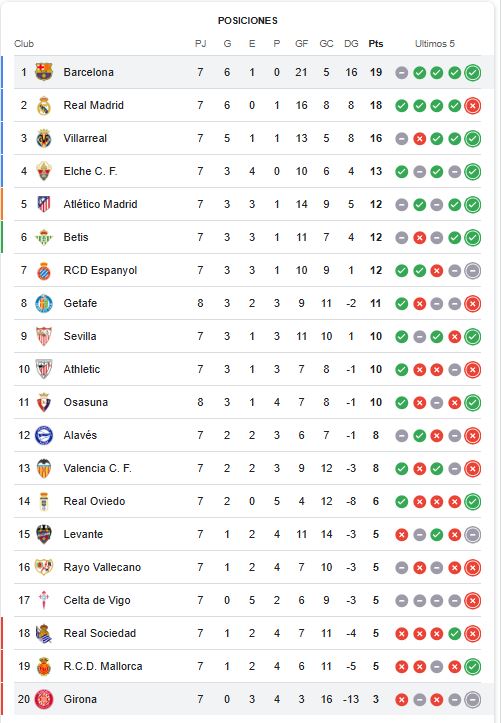 POSICIONES
Club PJ G E P GF GC DG Pts Ultimos 5
1 Barcelona 7 6 1 0 21 5 16 19
2 Real Madrid 7 6 0 1 16 8 8 18
3 Villarreal 7 5 1 1 13 5 8 16
4 Elche C. F. 7 3 4 0 10 6 4 13
5 Atlético Madrid 7 3 3 1 14 9 5 12
6 Betis 7 3 3 1 11 7 4 12
7 RCD Espanyol 7 3 3 1 10 9 1 12
8 Getafe 8 3 2 3 9 11 -2 11
9 Sevilla 7 3 1 3 11 10 1 10
10 Athletic 7 3 1 3 7 8 -1 10
11 Osasuna 8 3 1 4 7 8 -1 10
12 Alavés 7 2 2 3 6 7 -1 8
13 Valencia C. F. 7 2 2 3 9 12 -3 8
14 Real Oviedo 7 2 0 5 4 12 -8 6
15 Levante 7 1 2 4 11 14 -3 5
16 Rayo Vallecano 7 1 2 4 7 10 -3 5
17 Celta de Vigo 7 0 5 2 6 9 -3 5
18 Real Sociedad 7 1 2 4 7 11 -4 5
19 R.C.D. Mallorca 7 1 2 4 6 11 -5 5
20 Girona 7 0 3 4 3 16 -13 3